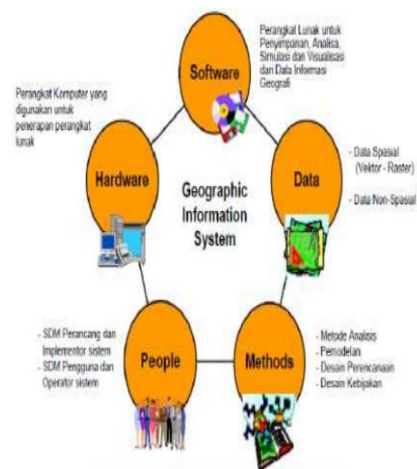 Software
Perangkat Lunak untuk
Penyimpanan, Analisa,
Simulasi dan Visualisasi
dari Data Informasi
Geografi
Perangkat Komputer yang
digunakan untuk
penerapan perangkat
lunak
Hardware
Geographic
Information
System
Data
- Data Spasial
(Vektor - Raster)
- Data Non-Spasial
- SDM Perancang dan
Implementor sistem
- SDM Pengguna dan
Operator sistem
People
Methods
- Metode Analisis
- Pemodelan
- Desain Perencanaan
- Desain Kebijakan